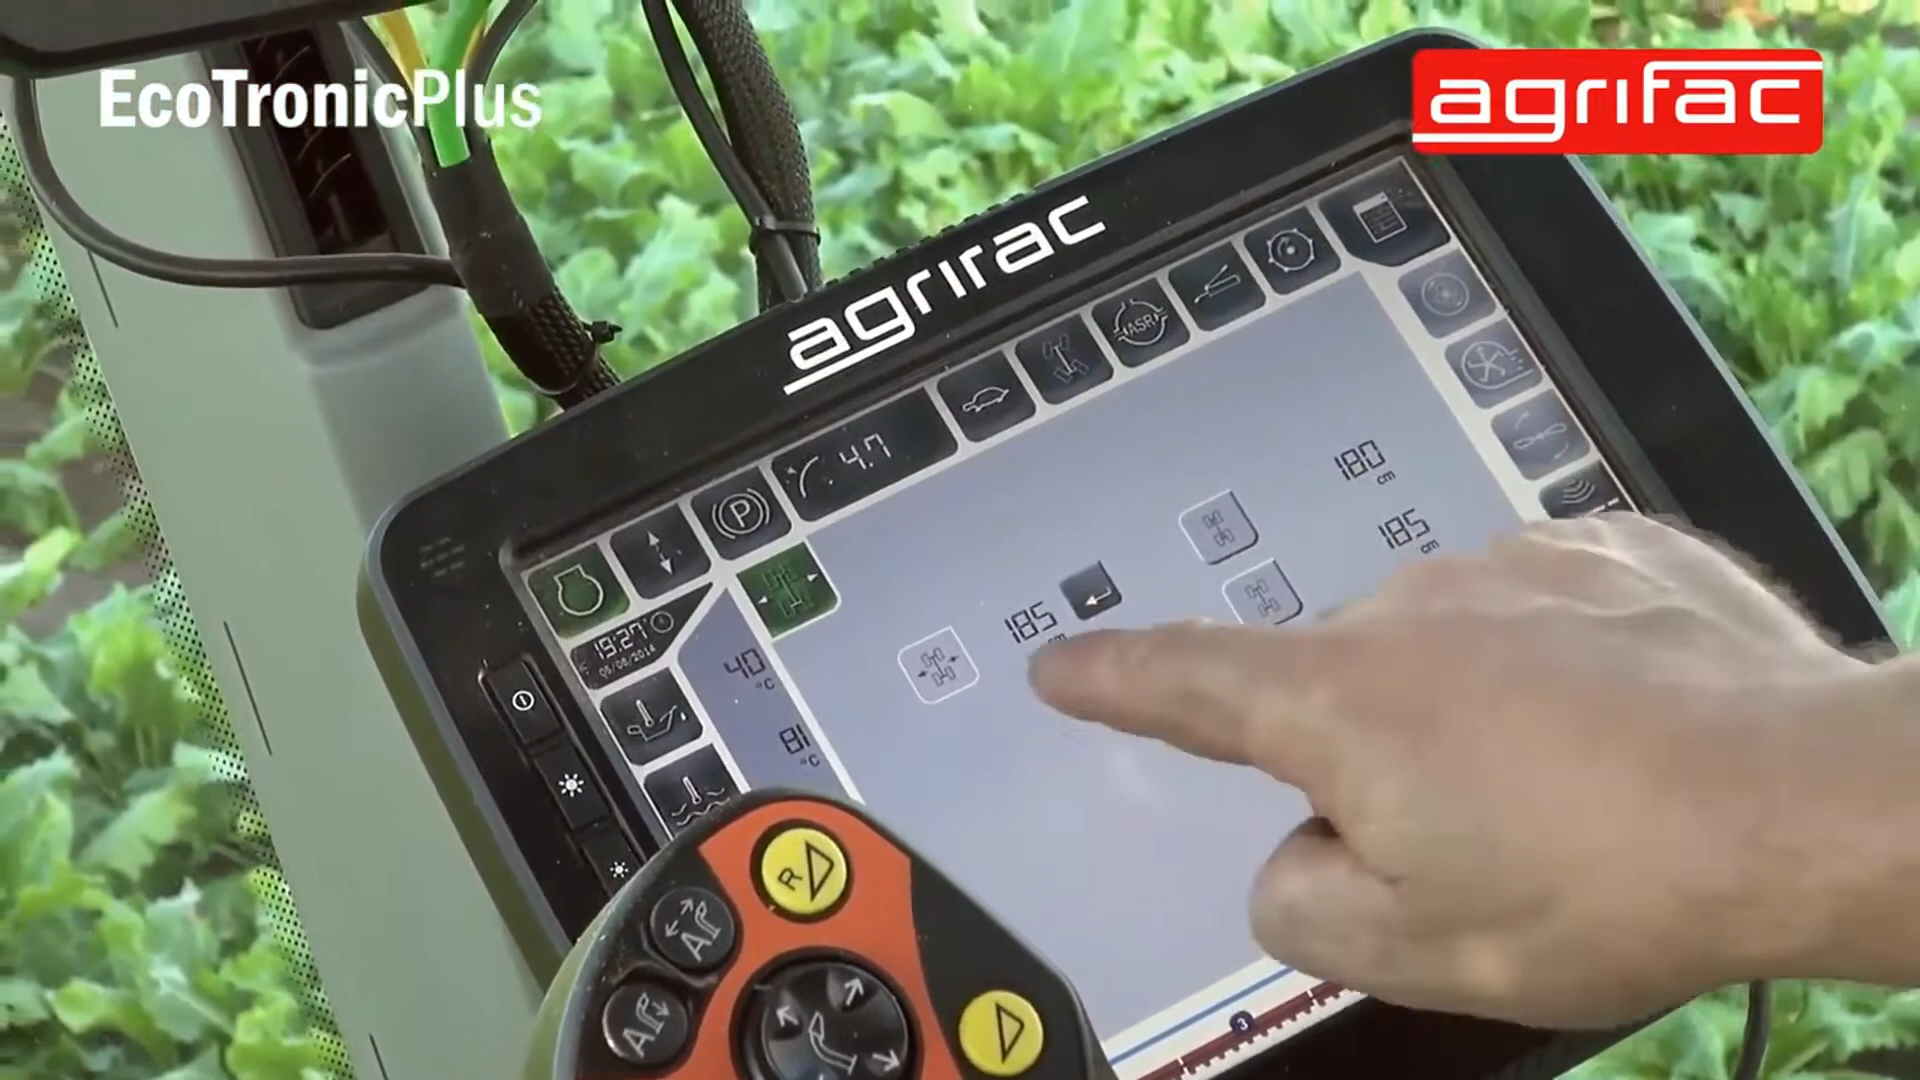 EcoTronicPlus
agrifac
agrifac
4.7
ASR
P
180
cm
185
cm
185
cm
19:27
05/06/2014
40
°C
81
°C
R
A
A
3